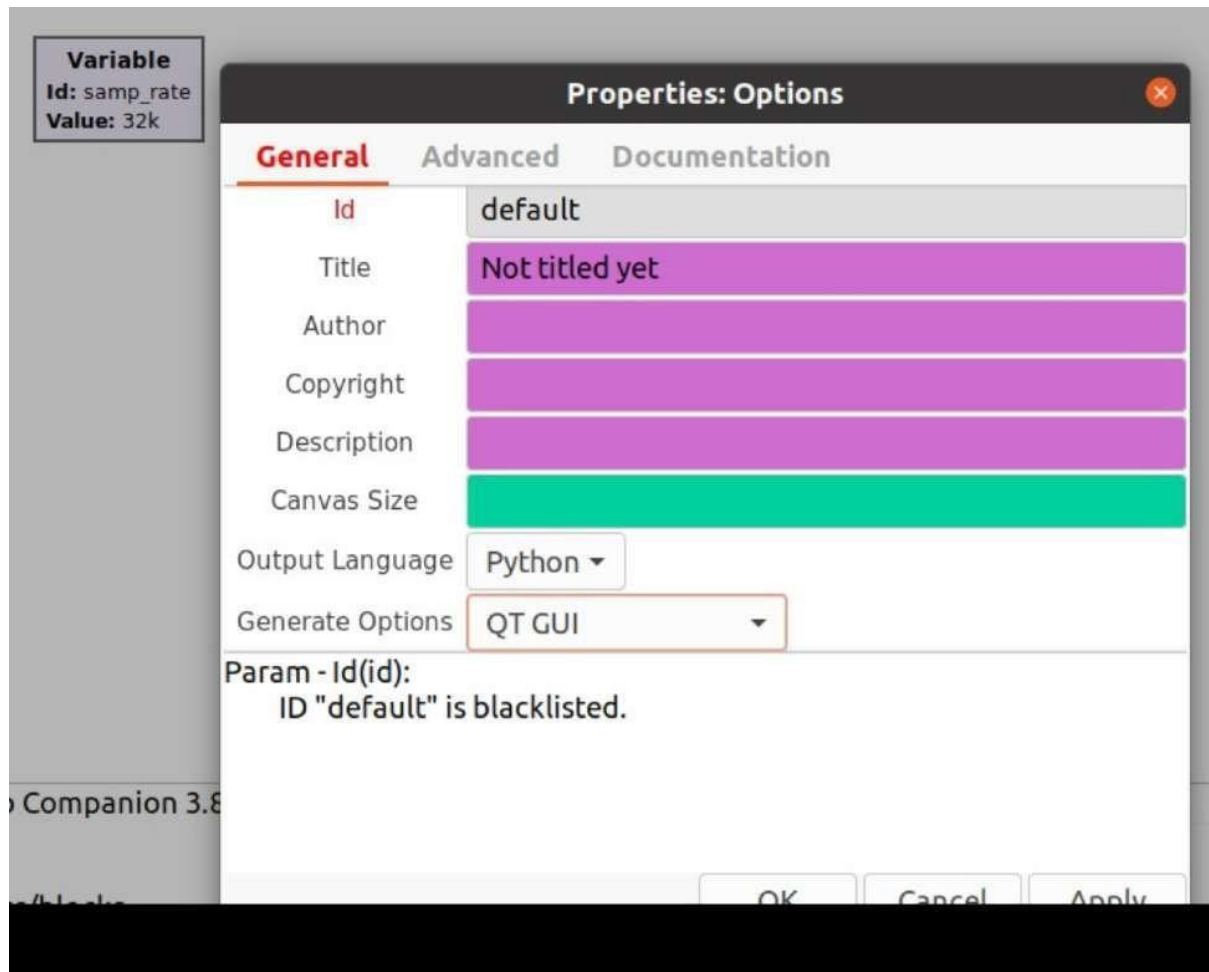 Variable
Id: samp_rate
Value: 32k
Properties: Options
General Advanced Documentation
Id default
Title Not titled yet
Author
Copyright
Description
Canvas Size
Output Language Python
Generate Options QT GUI
Param - Id(id):
ID "default" is blacklisted.
Companion 3.8
OK Cancel Apply